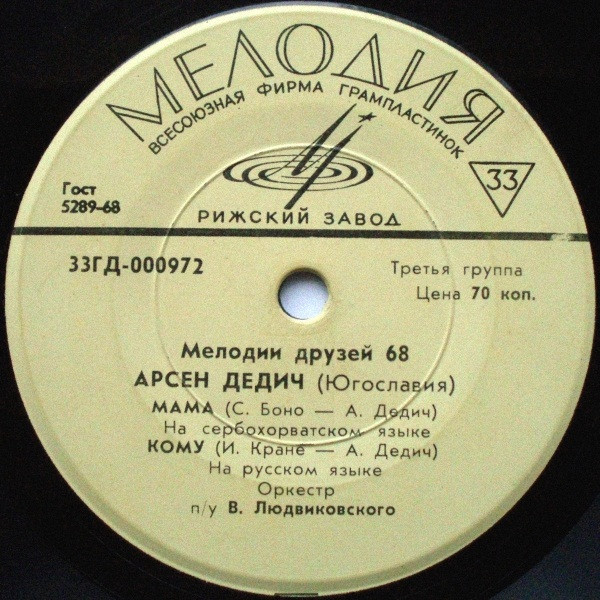 МЕЛОДИЯ
ВСЕСОЮЗНАЯ ФИРМА ГРАМПЛАСТИНОК
33
Гост
5289-68
РИЖСКИЙ ЗАВОД
33ГД-000972
Третья группа
Цена 70 коп.
Мелодии друзей 68
АРСЕН ДЕДИЧ (Югославия)
МАМА (С. Боно — А. Дедич)
На сербохорватском языке
КОМУ (И. Кране — А. Дедич)
На русском языке
Оркестр
п/у В. Людвиковского